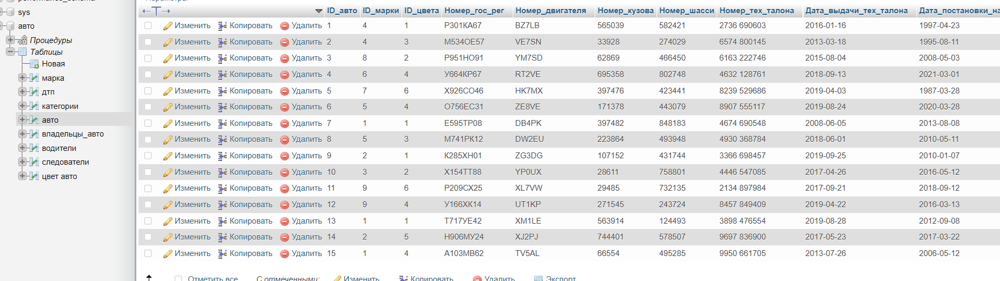 sys
авто
Процедуры
Таблицы
Новая
марка
дтп
категории
авто
владельцы_авто
водители
следователи
цвет авто
ID_авто ID_марки ID_цвета Номер_гос_рег Номер_двигателя Номер_кузова Номер_шасси Номер_тех_талона Дата_выдачи_тех_талона Дата_постановки_на
Изменить Копировать Удалить 1 4 1 Р301КА67 BZ7LB 565039 582421 2736 690603 2016-01-16 1997-04-23
Изменить Копировать Удалить 2 4 3 М534ОЕ57 VE7SN 33928 274029 6574 800145 2013-03-18 1995-08-11
Изменить Копировать Удалить 3 8 2 Р951НО91 YM7SD 62869 466450 6163 222746 2015-08-04 2008-05-03
Изменить Копировать Удалить 4 6 4 У664КР67 RT2VE 695358 802748 4632 128761 2018-09-13 2021-03-01
Изменить Копировать Удалить 5 7 6 Х926СО46 HK7MX 397476 423441 8239 529686 2019-04-03 1987-03-28
Изменить Копировать Удалить 6 5 4 О756ЕС31 ZE8VE 171378 443079 8907 555117 2019-08-24 2020-03-28
Изменить Копировать Удалить 7 1 1 Е595ТР08 DB4PK 397482 848183 4674 690548 2008-06-05 2013-08-08
Изменить Копировать Удалить 8 5 3 М741РК12 DW2EU 223864 493948 4930 368784 2018-06-01 2010-05-11
Изменить Копировать Удалить 9 2 1 К285ХН01 ZG3DG 107152 431744 3366 698457 2019-09-25 2010-01-07
Изменить Копировать Удалить 10 3 2 Х154ТТ88 YP0UX 28611 758801 4446 547085 2017-04-26 2016-05-12
Изменить Копировать Удалить 11 9 6 Р209СХ25 XL7VW 29485 732135 2134 897984 2017-09-21 2018-09-12
Изменить Копировать Удалить 12 9 4 У166ХК14 UT1KP 271545 243724 8457 849409 2019-04-22 2016-03-13
Изменить Копировать Удалить 13 1 1 Т717УЕ42 XM1LE 563914 124493 3898 476554 2019-08-28 2012-09-08
Изменить Копировать Удалить 14 2 5 Н906МУ24 XJ2PJ 744401 578507 9697 836900 2017-05-23 2017-03-22
Изменить Копировать Удалить 15 1 4 А103МВ62 TV5AL 66554 495285 9950 661705 2013-07-26 2006-05-12
Отметить все С отмеченными: Изменить Копировать Удалить Экспорт